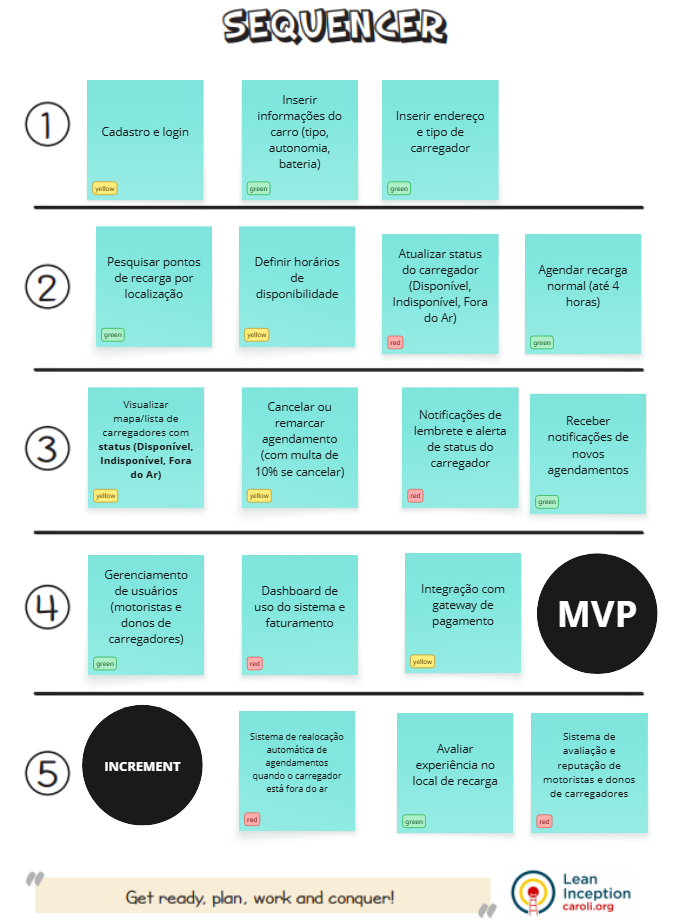 SEQUENCER
1
Cadastro e login
yellow
Inserir
informações do
carro (tipo,
autonomia,
bateria)
green
Inserir endereço
e tipo de
carregador
green
2
Pesquisar pontos
de recarga por
localização
green
Definir horários
de
disponibilidade
yellow
Atualizar status
do carregador
(Disponível,
Indisponível, Fora
do Ar)
red
Agendar recarga
normal (até 4
horas)
green
3
Visualizar
mapa/lista de
carregadores com
status (Disponível,
Indisponível, Fora
do Ar)
yellow
Cancelar ou
remarcar
agendamento
(com multa de
10% se cancelar)
yellow
Notificações de
lembrete e alerta
de status do
carregador
red
Receber
notificações de
novos
agendamentos
green
4
Gerenciamento
de usuários
(motoristas e
donos de
carregadores)
green
Dashboard de
uso do sistema e
faturamento
red
Integração com
gateway de
pagamento
yellow
MVP
5
INCREMENT
Sistema de realocação
automática de
agendamentos
quando o carregador
está fora do ar
red
Avaliar
experiência no
local de recarga
green
Sistema de
avaliação e
reputação de
motoristas e donos
de carregadores
red
"Get ready, plan, work and conquer!"
Lean
Inception
caroli.org